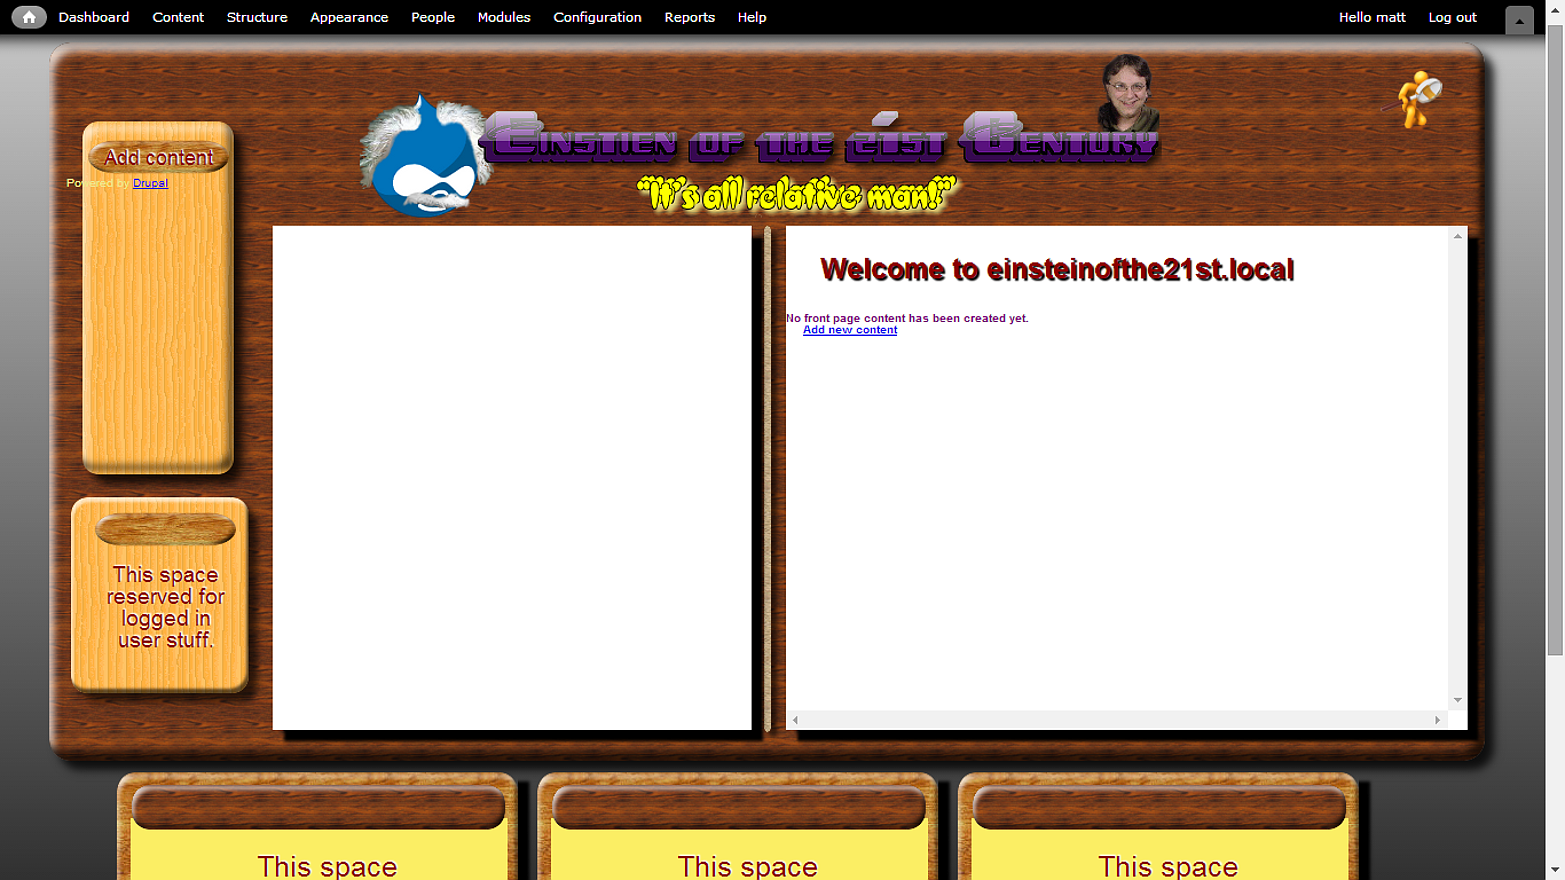 Dashboard Content Structure Appearance People Modules Configuration Reports Help Hello matt Log out
Einstien of the 21st Century
"It's all relative man!"
Add content
Powered by Drupal
Welcome to einsteinofthe21st.local
No front page content has been created yet.
Add new content
This space
reserved for
logged in
user stuff.
This space This space This space